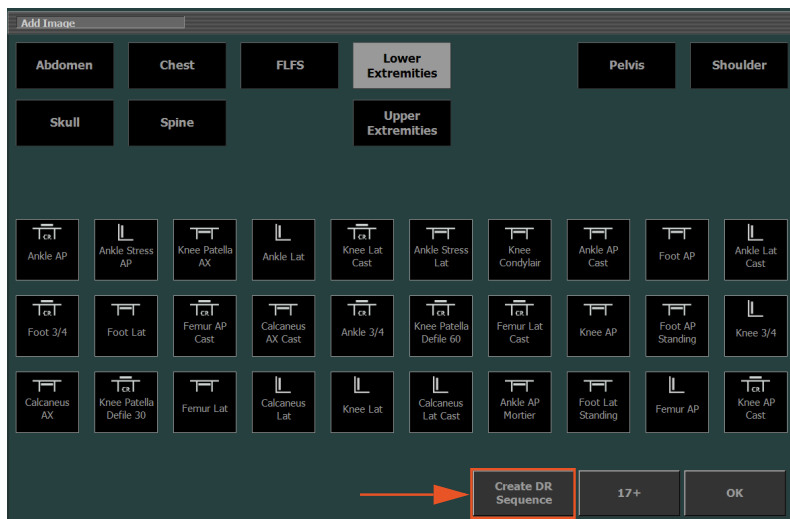 Add Image
Abdomen
Chest
FLFS
Lower
Extremities
Pelvis
Shoulder
Skull
Spine
Upper
Extremities
CR
Ankle AP
Ankle Stress
AP
Knee Patella
AX
Ankle Lat
CR
Knee Lat
Cast
Ankle Stress
Lat
Knee
Condylair
Ankle AP
Cast
Foot AP
Ankle Lat
Cast
CR
Foot 3/4
Foot Lat
CR
Femur AP
Cast
Calcaneus
AX Cast
CR
Ankle 3/4
CR
Knee Patella
Defile 60
CR
Femur Lat
Cast
Knee AP
Foot AP
Standing
Knee 3/4
Calcaneus
AX
CR
Knee Patella
Defile 30
Femur Lat
Calcaneus
Lat
Knee Lat
Calcaneus
Lat Cast
Ankle AP
Mortier
Foot Lat
Standing
Femur AP
CR
Knee AP
Cast
Create DR
Sequence
17+
OK